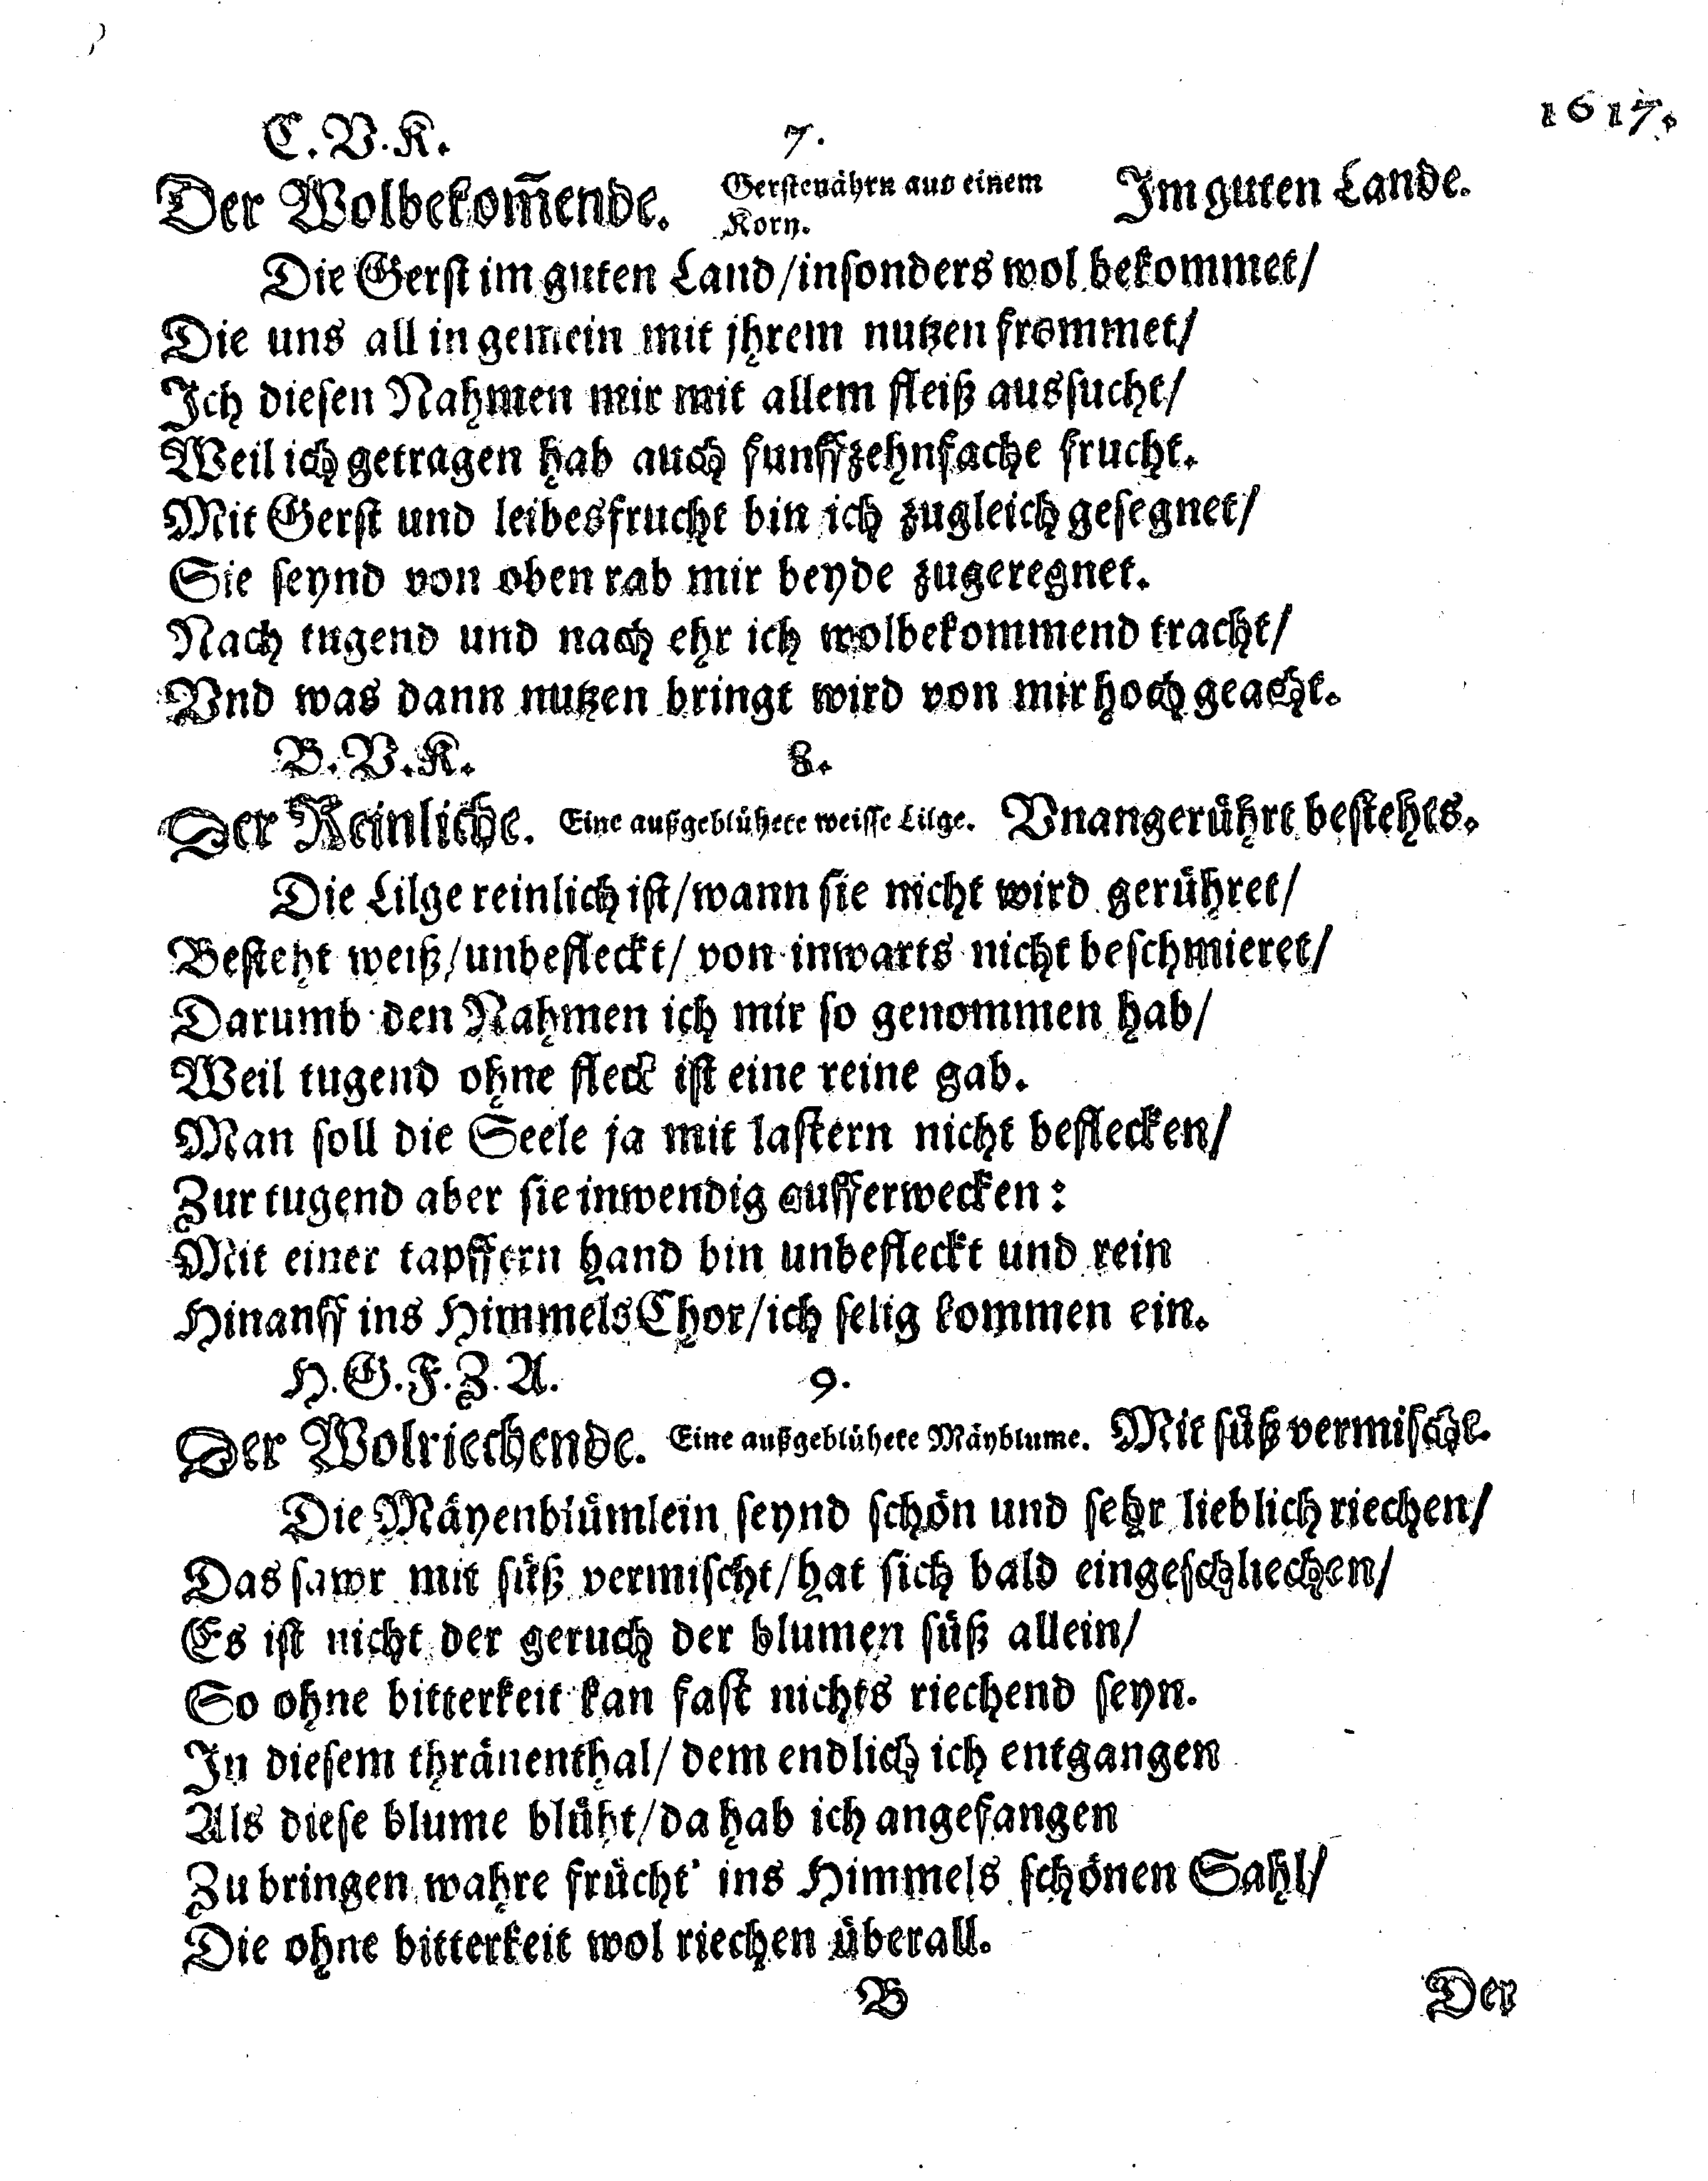 1617.
C. V. K. 7.
Der Wolbekom̃ende. Gerstenährn aus einem Korn. Im guten Lande.
Die Gerst im guten Land/insonders wol bekommet/
Die uns all in gemein mit jhrem nutzen frommet/
Ich diesen Nahmen mir mit allem fleiß aussucht/
Weil ich getragen hab auch funffzehnfache frucht.
Mit Gerst und leibesfrucht bin ich zugleich gesegnet/
Sie seynd von oben rab mir beyde zugeregnet.
Nach tugend und nach ehr ich wolbekommend tracht/
Vnd was dann nutzen bringt wird von mir hoch geacht.
B. V. K. 8.
Der Reinliche. Eine außgeblühete weisse Lilge. Vnangerührt bestehts.
Die Lilge reinlich ist/wann sie nicht wird gerühret/
Besteht weiß/unbefleckt/ von inwarts nicht beschmieret/
Darumb den Nahmen ich mir so genommen hab/
Weil tugend ohne fleck ist eine reine gab.
Man soll die Seele ja mit lastern nicht beflecken/
Zur tugend aber sie inwendig aufferwecken:
Mit einer tapffern hand bin unbefleckt und rein
Hinanff ins Himmels Chor/ich selig kommen ein.
H. G. F. Z. A. 9.
Der Wolriechende. Eine außgeblühete Mäyblume. Mit süß vermischt.
Die Mäyenblümlein seynd schön und sehr lieblich riechen/
Das sawr mit süß vermischt/hat sich bald eingeschliechen/
Es ist nicht der geruch der blumen süß allein/
So ohne bitterkeit kan fast nichts riechend seyn.
In diesem thränenthal/ dem endlich ich entgangen
Als diese blume blüht/da hab ich angefangen
Zu bringen wahre frücht' ins Himmels schönen Sahl/
Die ohne bitterkeit wol riechen überall.
B Der